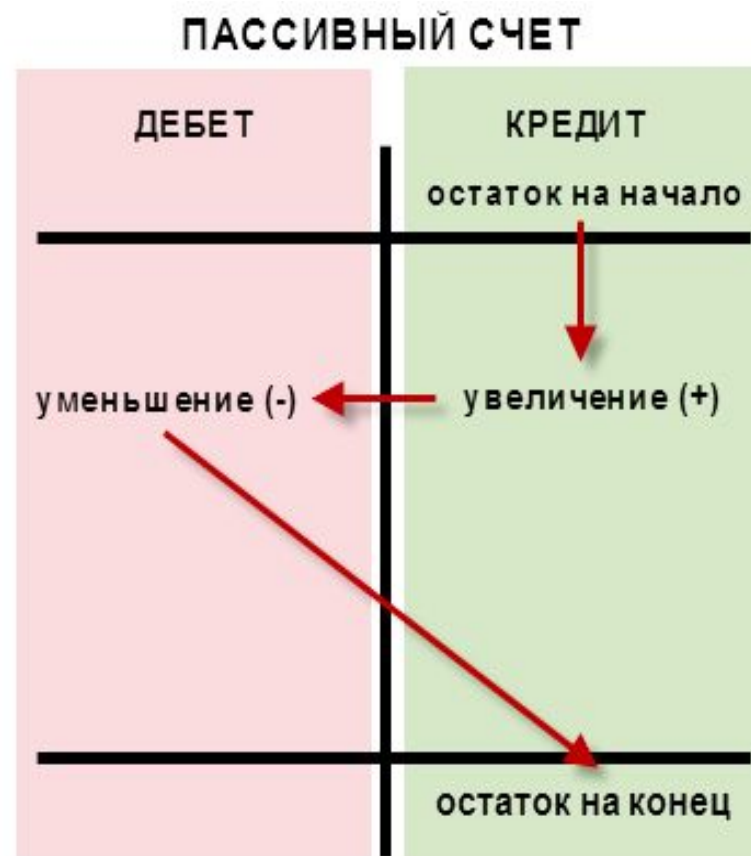 ПАССИВНЫЙ СЧЕТ
ДЕБЕТ КРЕДИТ
остаток на начало
уменьшение (-) увеличение (+)
остаток на конец